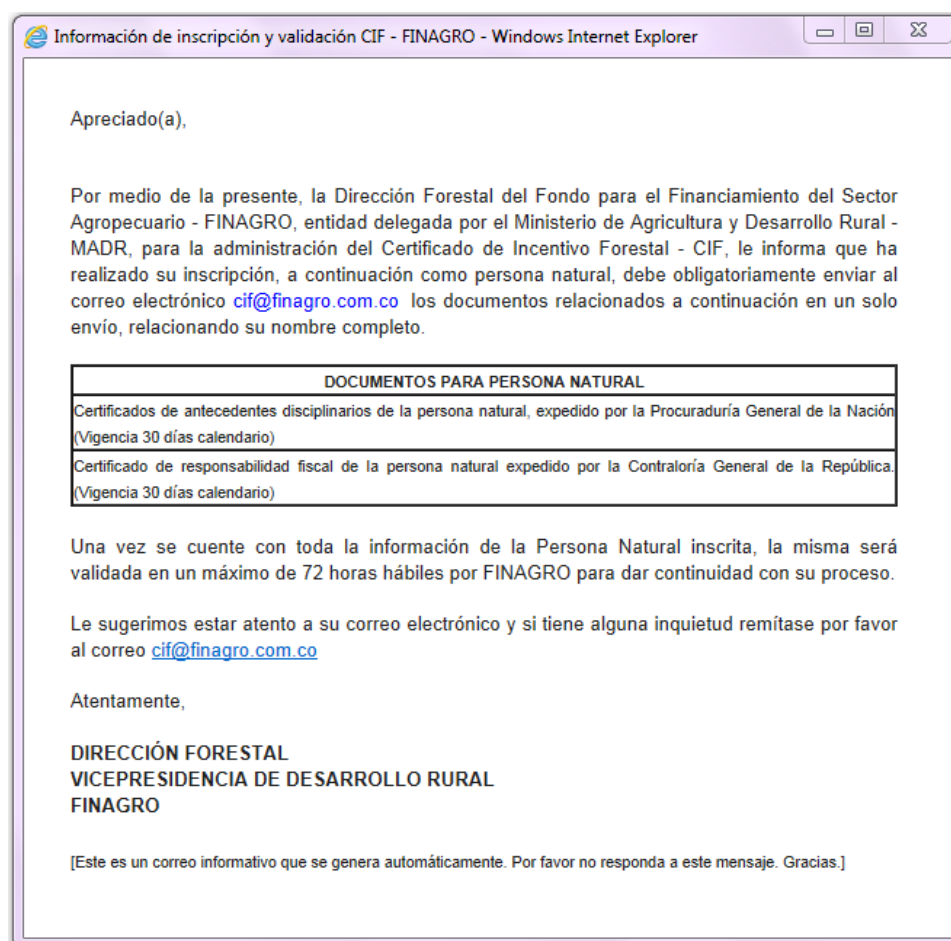 Información de inscripción y validación CIF - FINAGRO - Windows Internet Explorer
Apreciado(a),
Por medio de la presente, la Dirección Forestal del Fondo para el Financiamiento del Sector
Agropecuario - FINAGRO, entidad delegada por el Ministerio de Agricultura y Desarrollo Rural -
MADR, para la administración del Certificado de Incentivo Forestal - CIF, le informa que ha
realizado su inscripción, a continuación como persona natural, debe obligatoriamente enviar al
correo electrónico cif@finagro.com.co los documentos relacionados a continuación en un solo
envío, relacionando su nombre completo.
DOCUMENTOS PARA PERSONA NATURAL
Certificados de antecedentes disciplinarios de la persona natural, expedido por la Procuraduría General de la Nación
(Vigencia 30 días calendario)
Certificado de responsabilidad fiscal de la persona natural expedido por la Contraloría General de la República.
(Vigencia 30 días calendario)
Una vez se cuente con toda la información de la Persona Natural inscrita, la misma será
validada en un máximo de 72 horas hábiles por FINAGRO para dar continuidad con su proceso.
Le sugerimos estar atento a su correo electrónico y si tiene alguna inquietud remítase por favor
al correo cif@finagro.com.co
Atentamente,
DIRECCIÓN FORESTAL
VICEPRESIDENCIA DE DESARROLLO RURAL
FINAGRO
[Este es un correo informativo que se genera automáticamente. Por favor no responda a este mensaje. Gracias.]